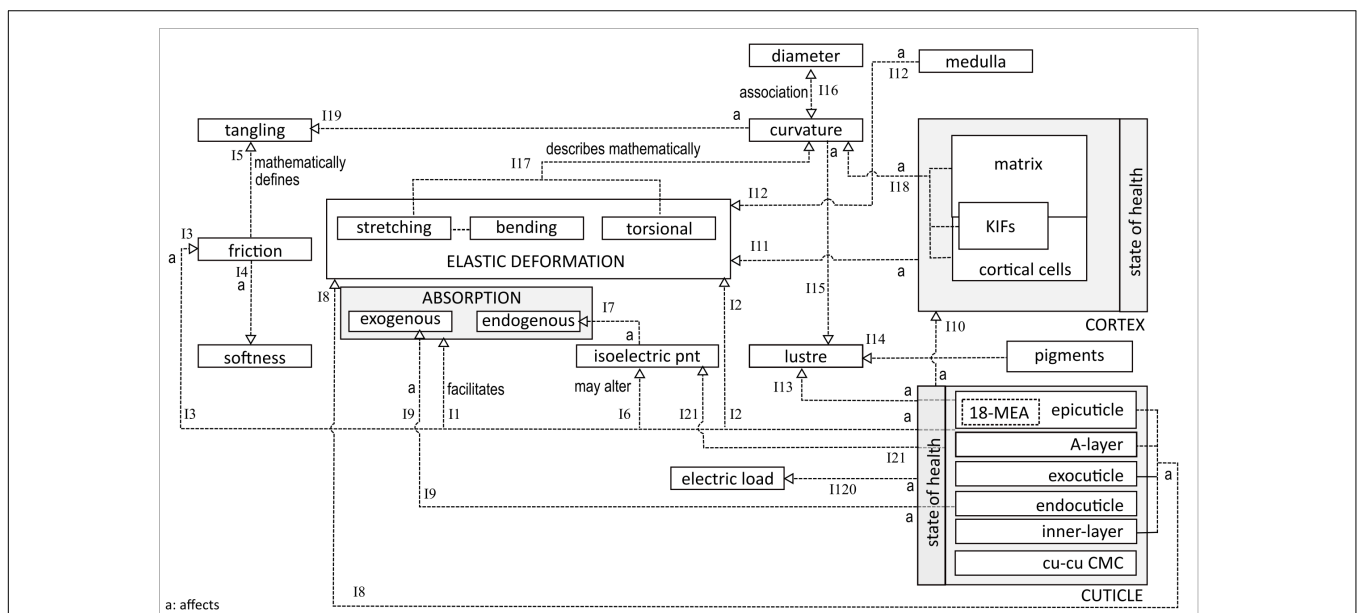 diameter
a
medulla
I12
association
I16
I19
a
tangling
curvature
I5
mathematically
defines
describes mathematically
I17
a
a
I18
matrix
KIFs
cortical cells
state of health
CORTEX
I12
stretching
bending
torsional
ELASTIC DEFORMATION
I11
a
I3
a
friction
I4
a
softness
I8
ABSORPTION
exogenous
endogenous
I7
a
I2
I15
I10
a
isoelectric pnt
lustre
I14
pigments
a
facilitates
may alter
I13
a
I3
I9
I1
I6
I21
I2
a
18-MEA
epicuticle
A-layer
I21
exocuticle
a
electric load
I120
a
I9
a
endocuticle
inner-layer
cu-cu CMC
state of health
CUTICLE
I8
a: affects